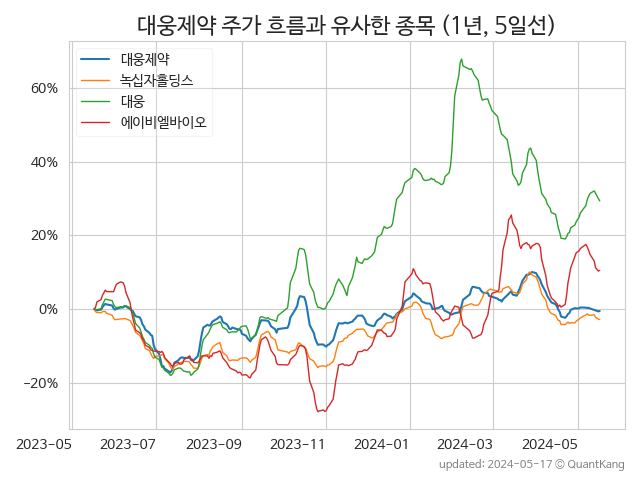 대웅제약 주가 흐름과 유사한 종목 (1년, 5일선)
대웅제약
녹십자홀딩스
대웅
에이비엘바이오
60%
40%
20%
0%
−20%
2023-05 2023-07 2023-09 2023-11 2024-01 2024-03 2024-05
updated: 2024-05-17 © QuantKang